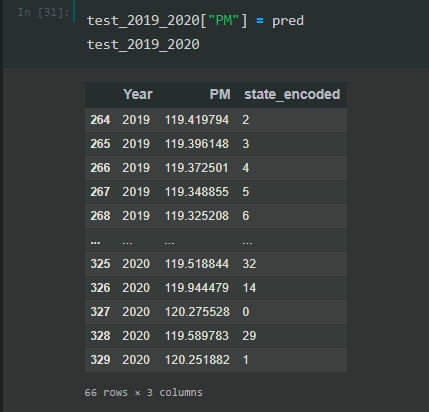 In [31]:
test_2019_2020["PM"] = pred
test_2019_2020
Year PM state_encoded
264 2019 119.419794 2
265 2019 119.396148 3
266 2019 119.372501 4
267 2019 119.348855 5
268 2019 119.325208 6
... ... ... ...
325 2020 119.518844 32
326 2020 119.944479 14
327 2020 120.275528 0
328 2020 119.589783 29
329 2020 120.251882 1
66 rows × 3 columns